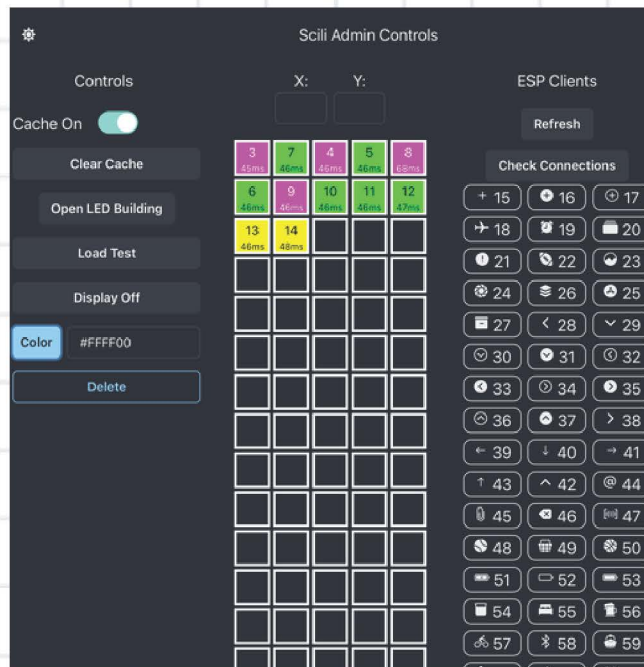 Scili Admin Controls
Controls
Cache On
Clear Cache
Open LED Building
Load Test
Display Off
Color #FFFF00
Delete
X: Y:
3 7 4 5 8
45ms 46ms 46ms 46ms 68ms
6 9 10 11 12
46ms 46ms 46ms 46ms 47ms
13 14
46ms 48ms
ESP Clients
Refresh
Check Connections
15 16 17
18 19 20
21 22 23
24 26 25
27 28 29
30 31 32
33 34 35
36 37 38
39 40 41
43 42 44
45 46 47
48 49 50
51 52 53
54 55 56
57 58 59